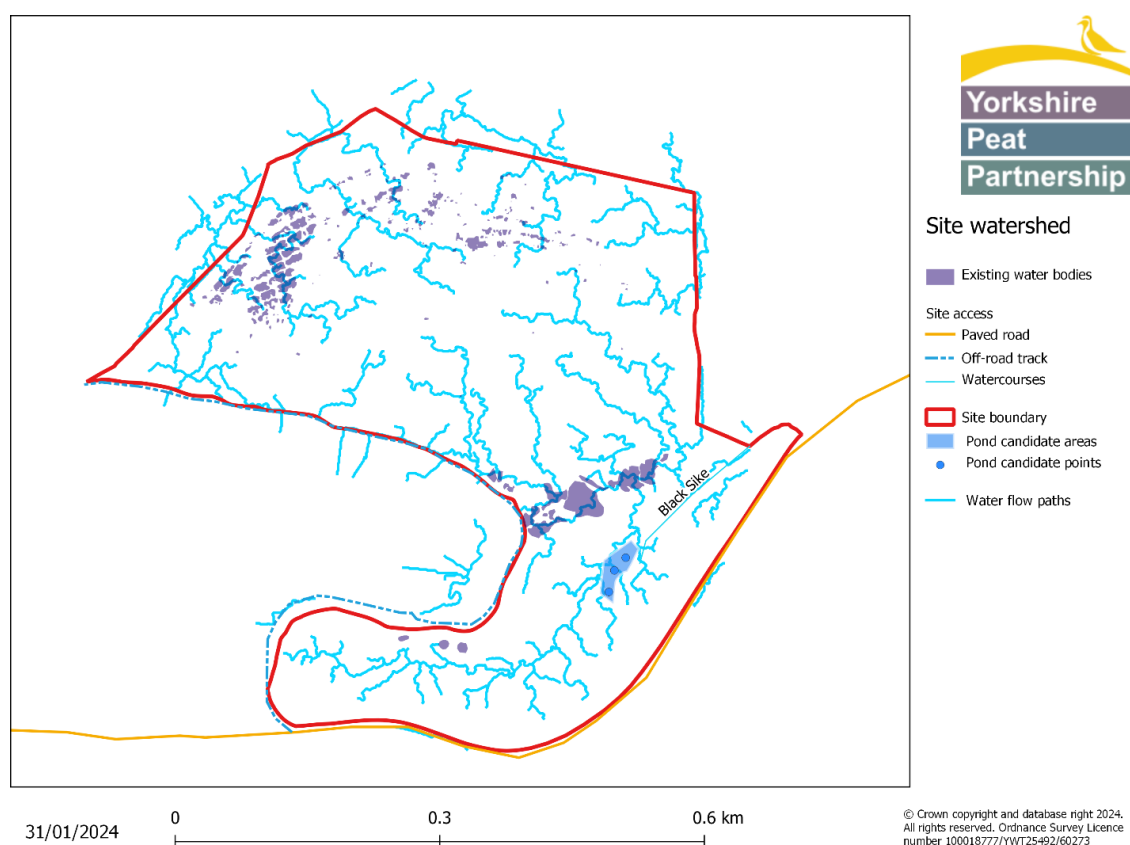 Yorkshire
Peat
Partnership
Site watershed
Existing water bodies
Site access
Paved road
Off-road track
Watercourses
Site boundary
Pond candidate areas
Pond candidate points
Water flow paths
Black Sike
31/01/2024
0 0.3 0.6 km
© Crown copyright and database right 2024.
All rights reserved. Ordnance Survey Licence
number 100018777/YWT25492/60273